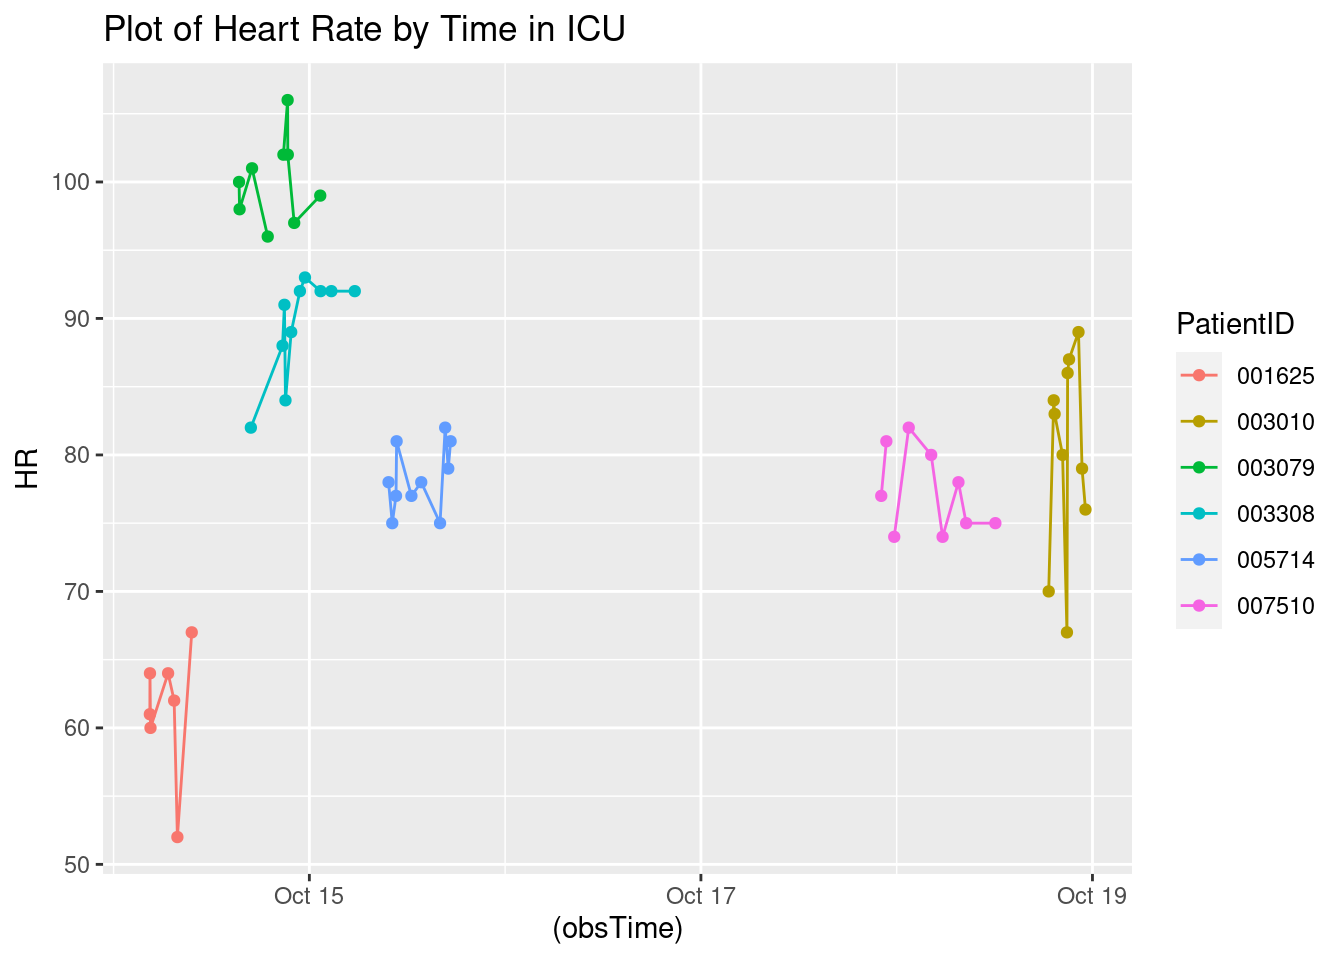 Plot of Heart Rate by Time in ICU
HR
100
90
80
70
60
50
Oct 15
Oct 17
Oct 19
(obsTime)
PatientID
001625
003010
003079
003308
005714
007510